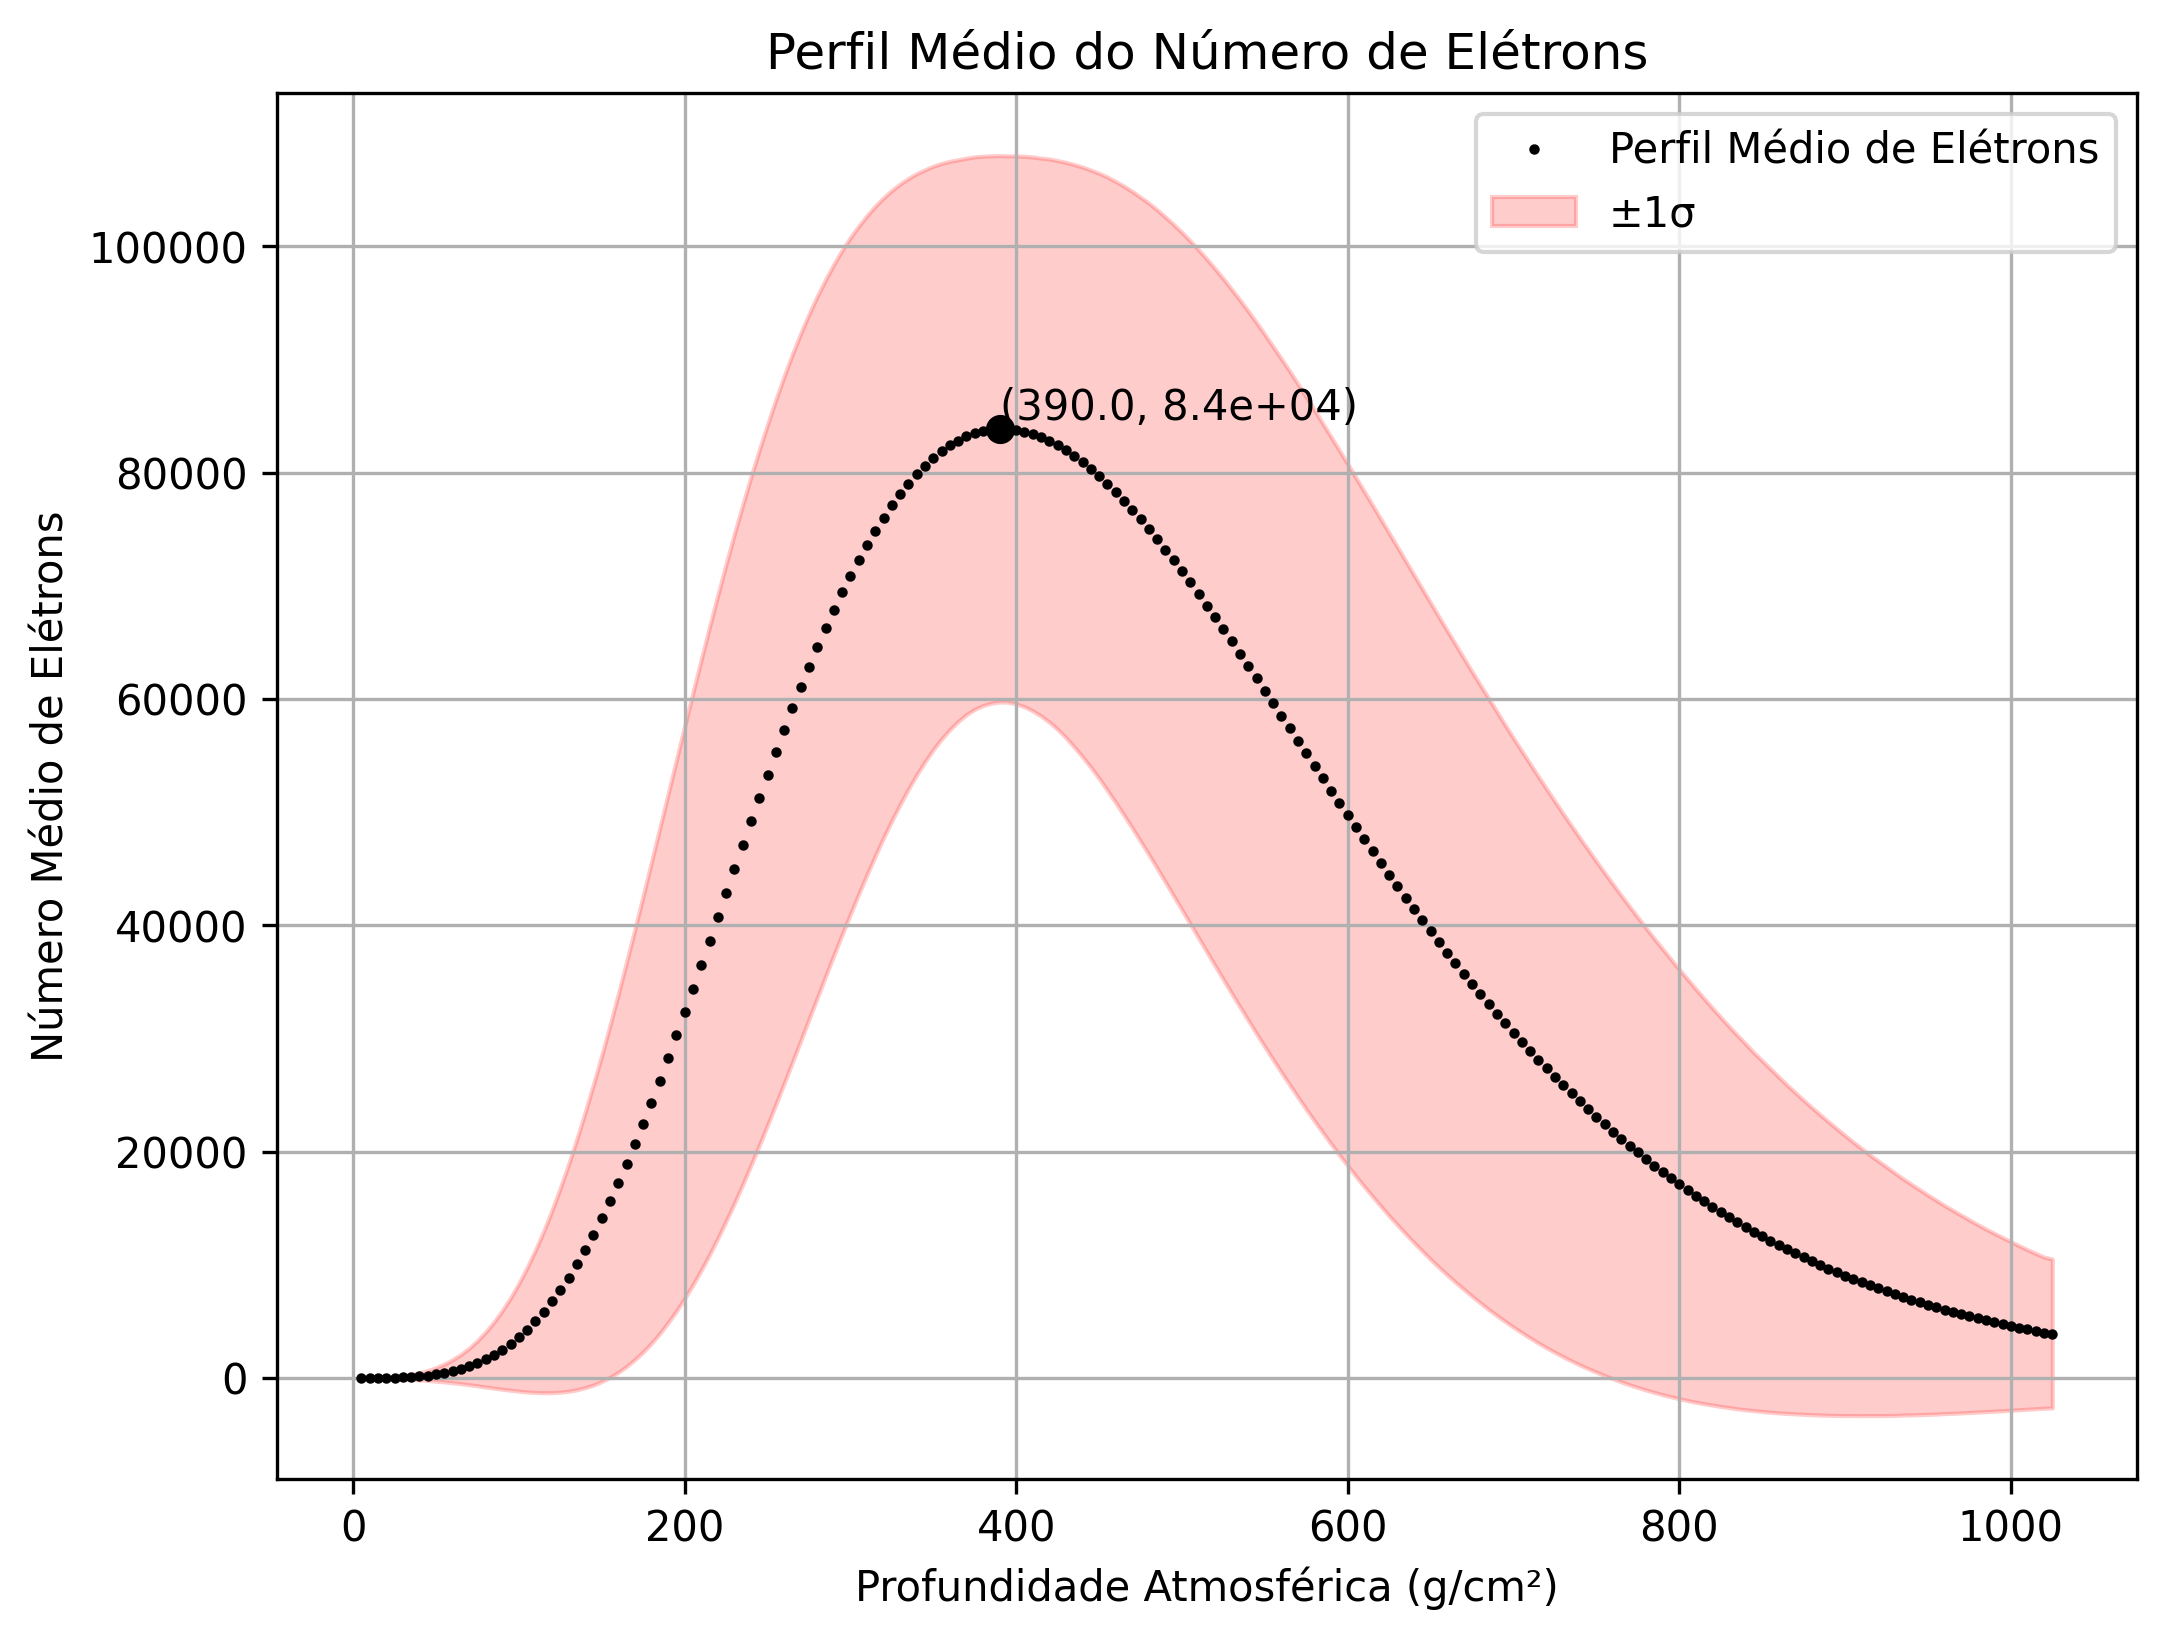 Perfil Médio do Número de Elétrons
Perfil Médio de Elétrons
±1σ
(390.0, 8.4e+04)
Número Médio de Elétrons
100000
80000
60000
40000
20000
0
0 200 400 600 800 1000
Profundidade Atmosférica (g/cm²)